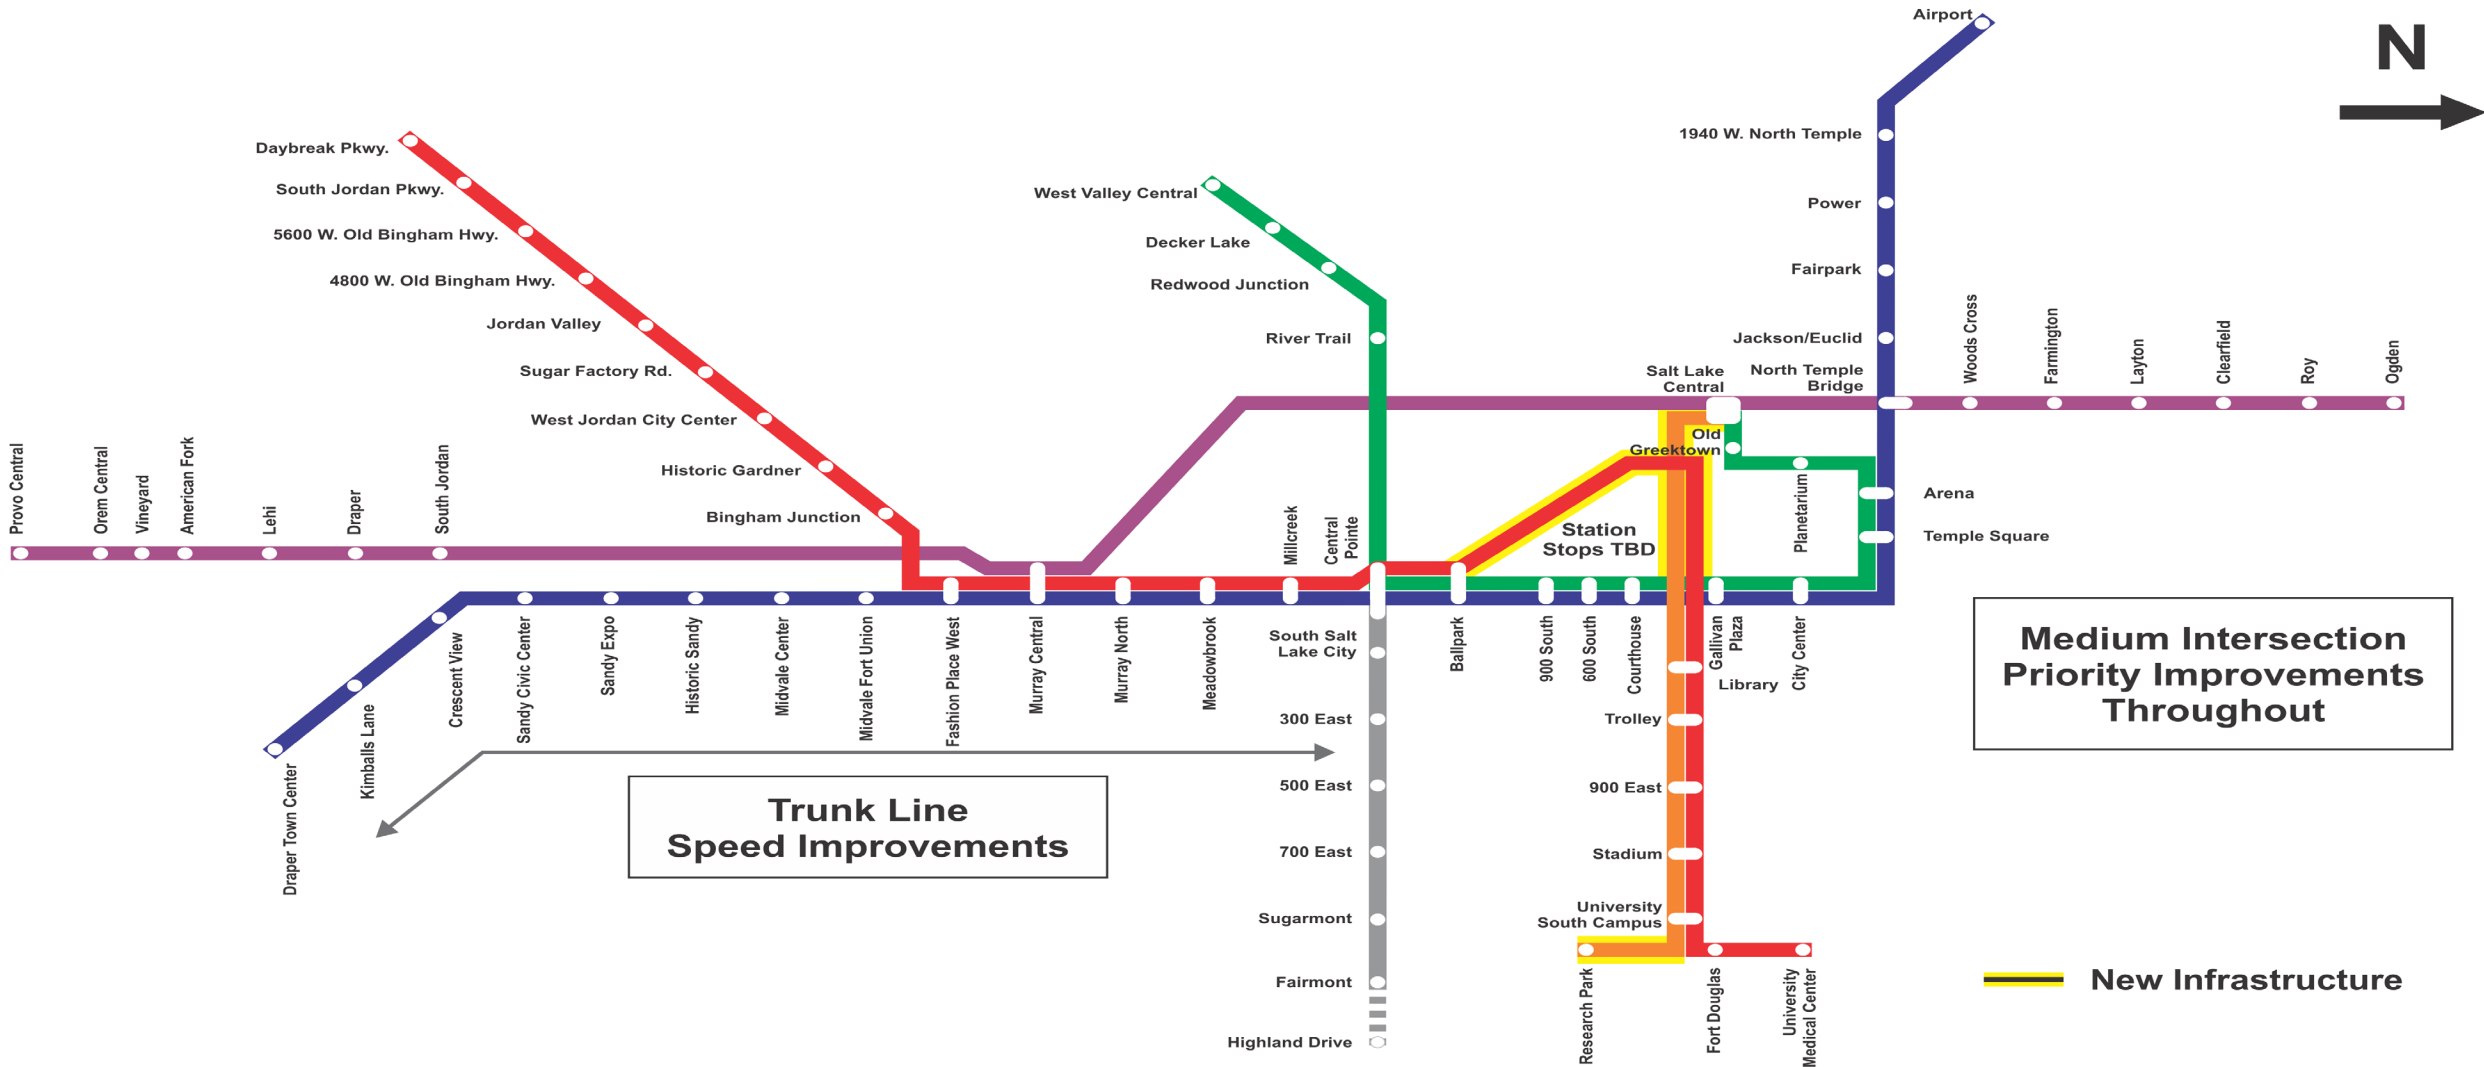 Airport
N
Daybreak Pkwy.
South Jordan Pkwy.
5600 W. Old Bingham Hwy.
4800 W. Old Bingham Hwy.
Jordan Valley
Sugar Factory Rd.
West Jordan City Center
Historic Gardner
Bingham Junction
West Valley Central
Decker Lake
Redwood Junction
River Trail
1940 W. North Temple
Power
Fairpark
Jackson/Euclid
North Temple
Bridge
Salt Lake
Central
Old
Greektown
Woods Cross
Farmington
Layton
Clearfield
Roy
Ogden
Provo Central
Orem Central
Vineyard
American Fork
Lehi
Draper
South Jordan
Millcreek
Central
Pointe
Station
Stops TBD
Planetarium
Arena
Temple Square
Draper Town Center
Kimballs Lane
Crescent View
Sandy Civic Center
Sandy Expo
Historic Sandy
Midvale Center
Midvale Fort Union
Fashion Place West
Murray Central
Murray North
Meadowbrook
South Salt
Lake City
300 East
500 East
700 East
Sugarmont
Fairmont
Highland Drive
Ballpark
900 South
600 South
Courthouse
Gallivan
Plaza
City Center
Library
Trolley
900 East
Stadium
University
South Campus
Research Park
Fort Douglas
University
Medical Center
Trunk Line
Speed Improvements
Medium Intersection
Priority Improvements
Throughout
New Infrastructure